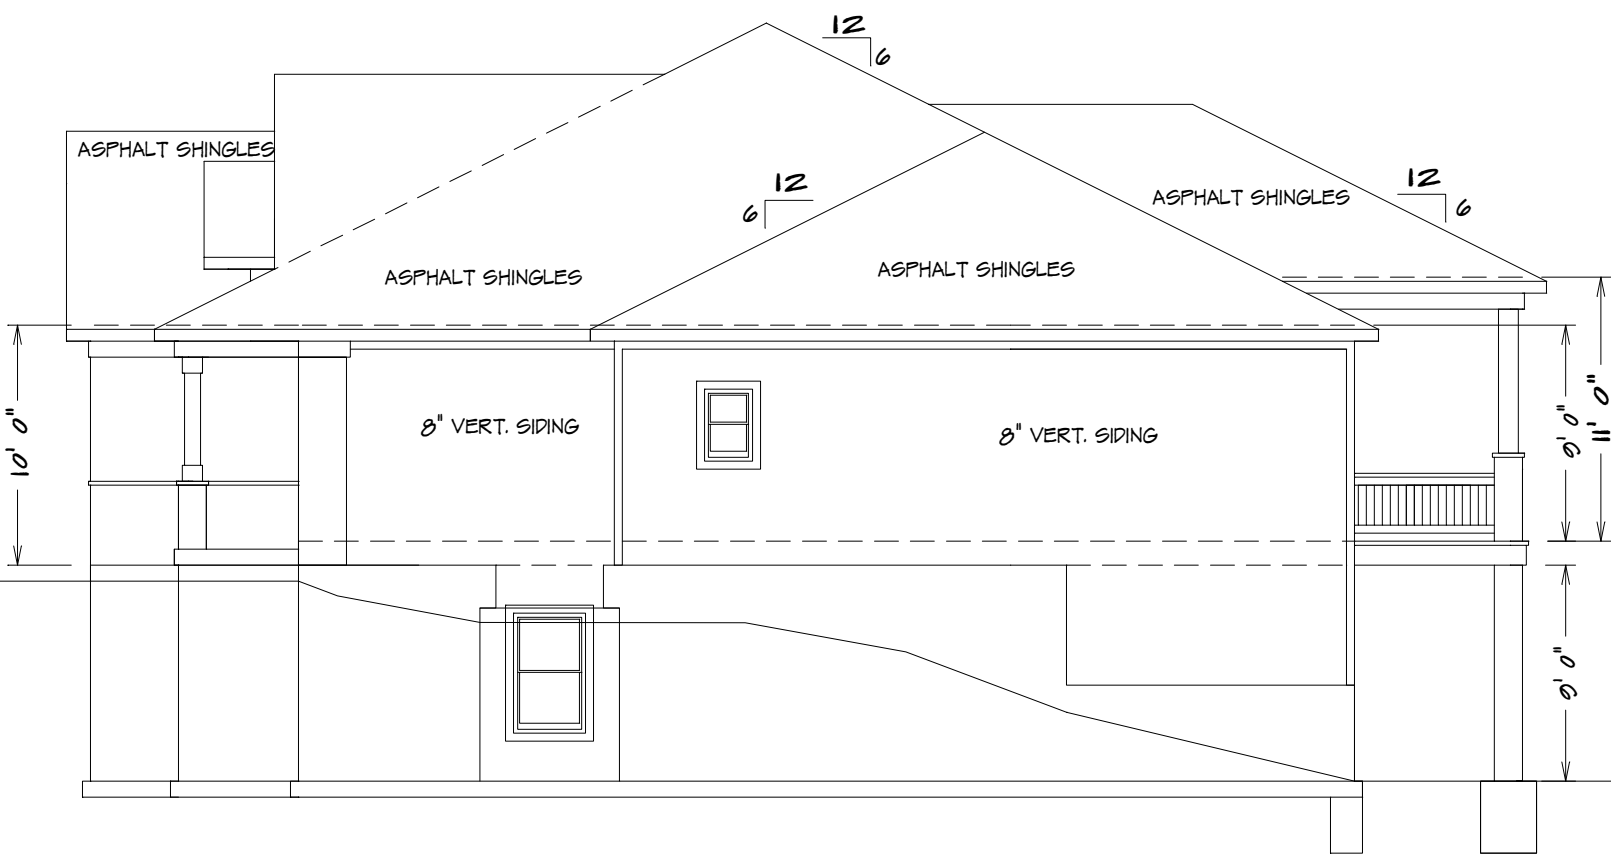 12
6
ASPHALT SHINGLES
12
6
12
6
ASPHALT SHINGLES
ASPHALT SHINGLES
ASPHALT SHINGLES
8" VERT. SIDING
8" VERT. SIDING
10' 0"
9' 0"
11' 0"
9' 0"